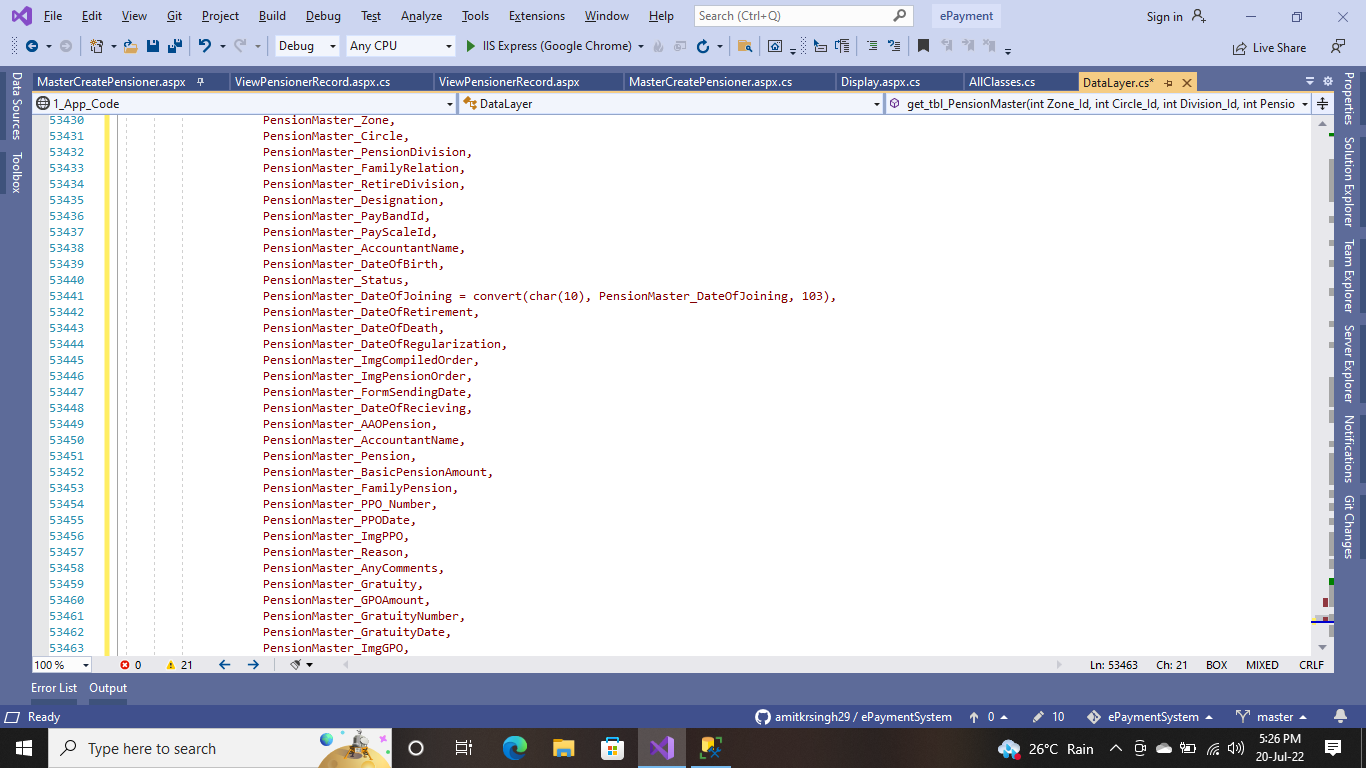 File Edit View Git Project Build Debug Test Analyze Tools Extensions Window Help Search (Ctrl+Q) ePayment Sign in
Debug Any CPU IIS Express (Google Chrome) Live Share
MasterCreatePensioner.aspx ViewPensionerRecord.aspx.cs ViewPensionerRecord.aspx MasterCreatePensioner.aspx.cs Display.aspx.cs AllClasses.cs DataLayer.cs*
1_App_Code DataLayer get_tbl_PensionMaster(int Zone_Id, int Circle_Id, int Division_Id, int Pensio
Data Sources
Toolbox
53430 PensionMaster_Zone,
53431 PensionMaster_Circle,
53432 PensionMaster_PensionDivision,
53433 PensionMaster_FamilyRelation,
53434 PensionMaster_RetireDivision,
53435 PensionMaster_Designation,
53436 PensionMaster_PayBandId,
53437 PensionMaster_PayScaleId,
53438 PensionMaster_AccountantName,
53439 PensionMaster_DateOfBirth,
53440 PensionMaster_Status,
53441 PensionMaster_DateOfJoining = convert(char(10), PensionMaster_DateOfJoining, 103),
53442 PensionMaster_DateOfRetirement,
53443 PensionMaster_DateOfDeath,
53444 PensionMaster_DateOfRegularization,
53445 PensionMaster_ImgCompiledOrder,
53446 PensionMaster_ImgPensionOrder,
53447 PensionMaster_FormSendingDate,
53448 PensionMaster_DateOfRecieving,
53449 PensionMaster_AAOPension,
53450 PensionMaster_AccountantName,
53451 PensionMaster_Pension,
53452 PensionMaster_BasicPensionAmount,
53453 PensionMaster_FamilyPension,
53454 PensionMaster_PPO_Number,
53455 PensionMaster_PPODate,
53456 PensionMaster_ImgPPO,
53457 PensionMaster_Reason,
53458 PensionMaster_AnyComments,
53459 PensionMaster_Gratuity,
53460 PensionMaster_GPOAmount,
53461 PensionMaster_GratuityNumber,
53462 PensionMaster_GratuityDate,
53463 PensionMaster_ImgGPO,
Properties
Solution Explorer
Team Explorer
Server Explorer
Notifications
Git Changes
100 % 0 21 Ln: 53463 Ch: 21 BOX MIXED CRLF
Error List Output
Ready amitkrsingh29 / ePaymentSystem 0 10 ePaymentSystem master
Type here to search 26°C Rain 5:26 PM
20-Jul-22